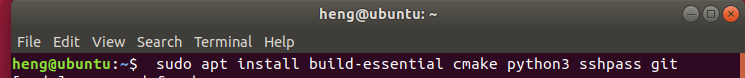 heng@ubuntu: ~
File Edit View Search Terminal Help
heng@ubuntu:~$ sudo apt install build-essential cmake python3 sshpass git